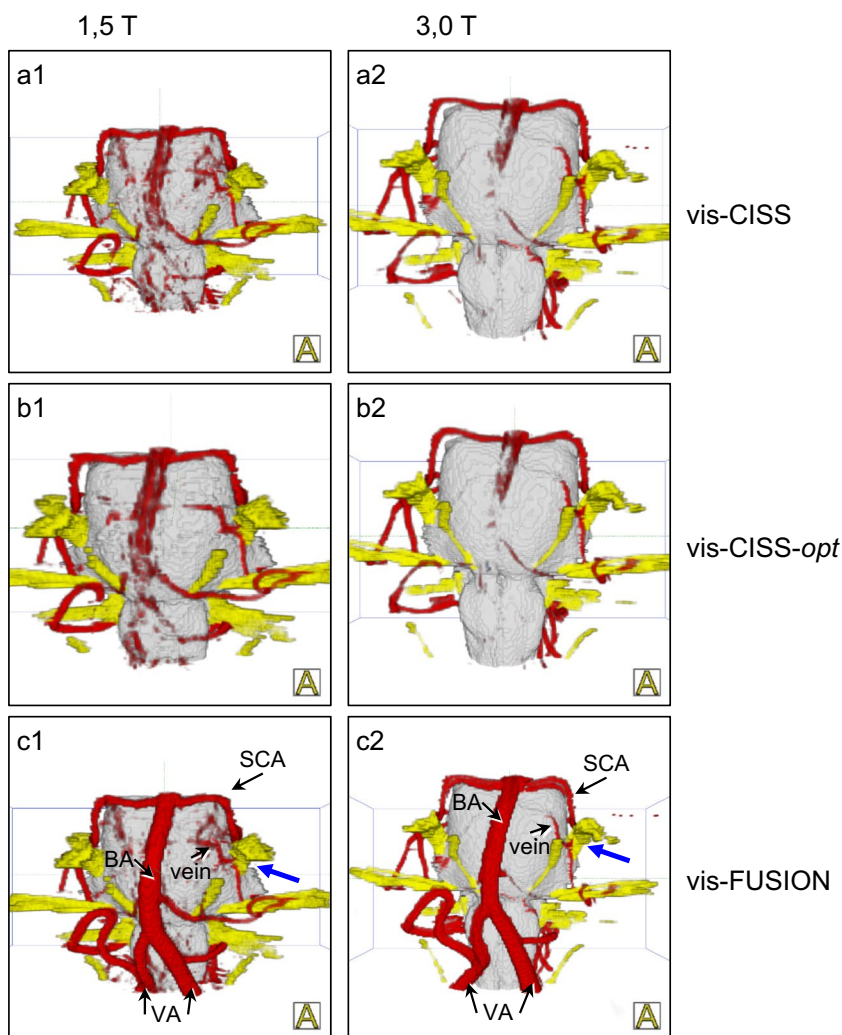 1,5 T 3,0 T
a1 a2
vis-CISS
A A
b1 b2
vis-CISS-opt
A A
c1 c2
SCA SCA
BA BA
vein vein
vis-FUSION
VA VA
A A